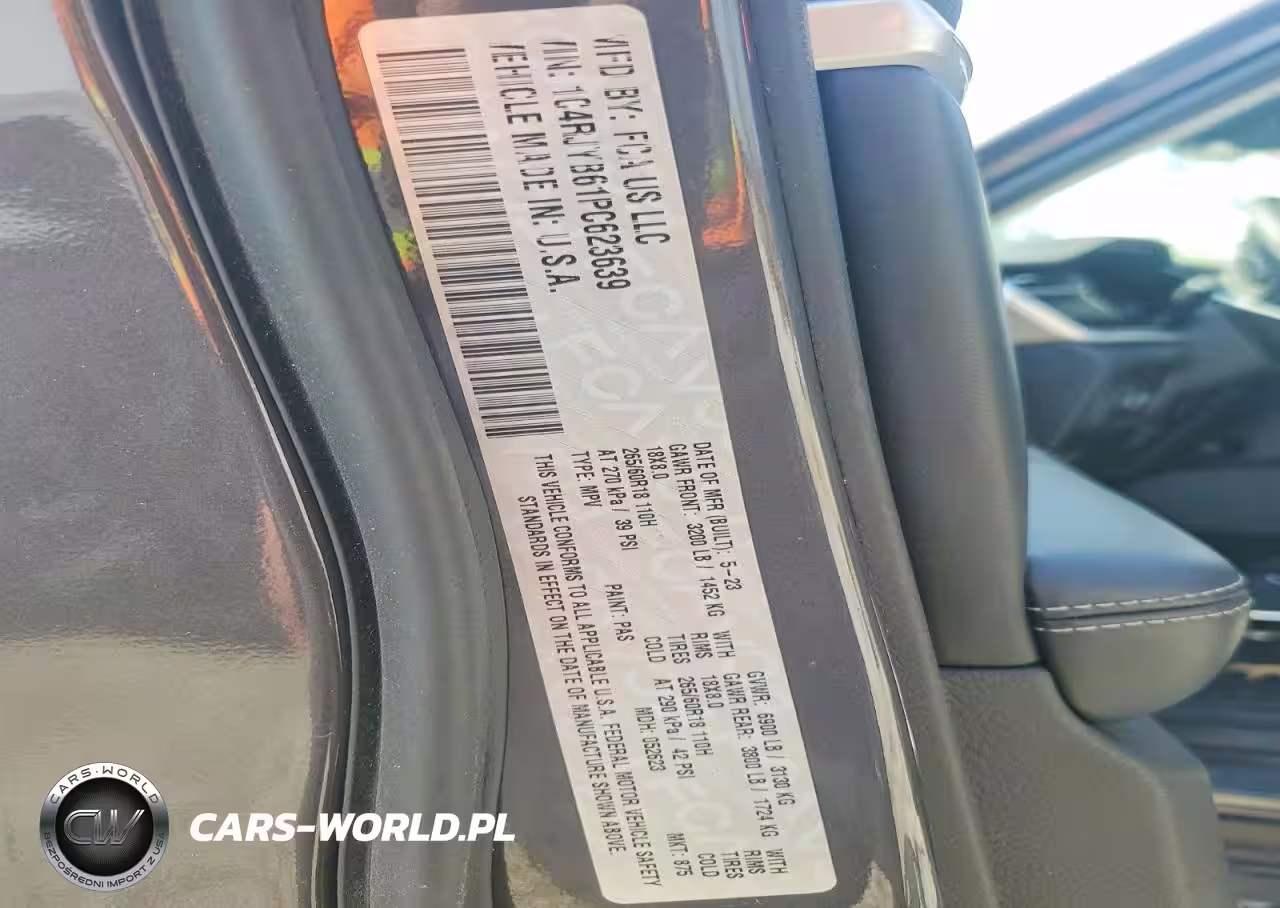 MFD BY: FCA US LLC
VIN: 1C4RJYB61PC623639
VEHICLE MADE IN: U.S.A.
DATE OF MFR (BUILT): 5-23 GVWR: 6900 LB / 3130 KG
GAWR FRONT: 3200 LB / 1452 KG WITH GAWR REAR: 3800 LB / 1724 KG WITH
18X8.0 RIMS 18X8.0 RIMS
265/60R18 110H TIRES 265/60R18 110H TIRES
AT 270 kPa / 39 PSI COLD AT 290 kPa / 42 PSI COLD
TYPE: MPV PAINT: PAS MDH: 052623 MKT: 875
THIS VEHICLE CONFORMS TO ALL APPLICABLE U.S.A. FEDERAL MOTOR VEHICLE SAFETY
STANDARDS IN EFFECT ON THE DATE OF MANUFACTURE SHOWN ABOVE.
CARS-WORLD
CW
BEZPOŚREDNI IMPORT Z USA
CARS-WORLD.PL